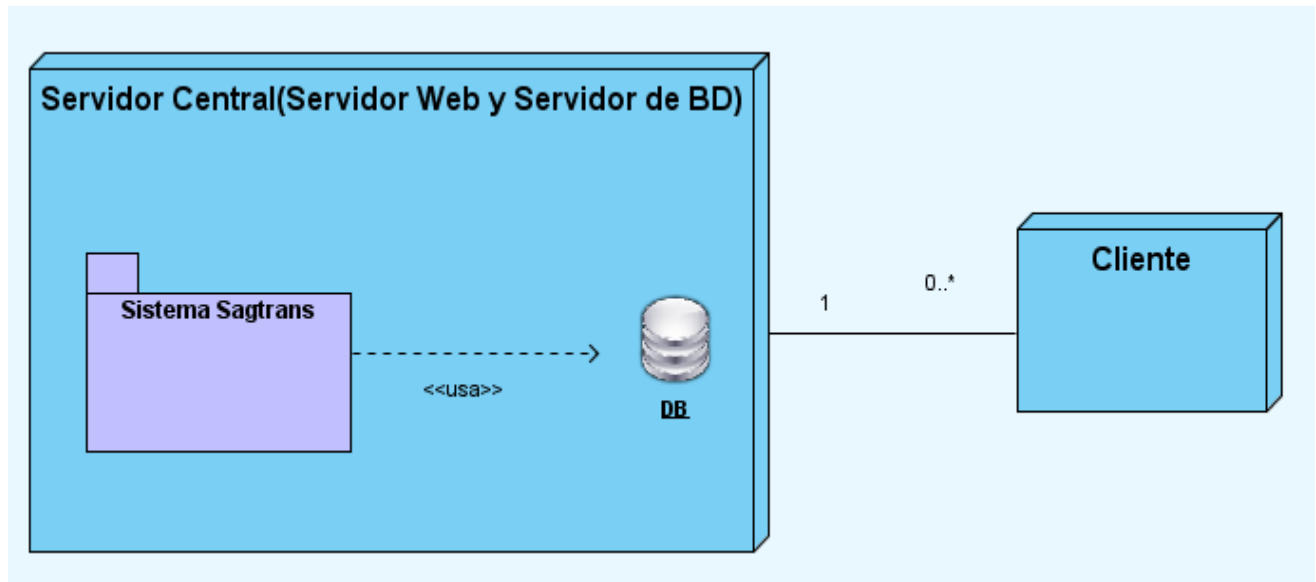 Servidor Central(Servidor Web y Servidor de BD)
Sistema Sagtrans
<<usa>>
DB
1
0..*
Cliente